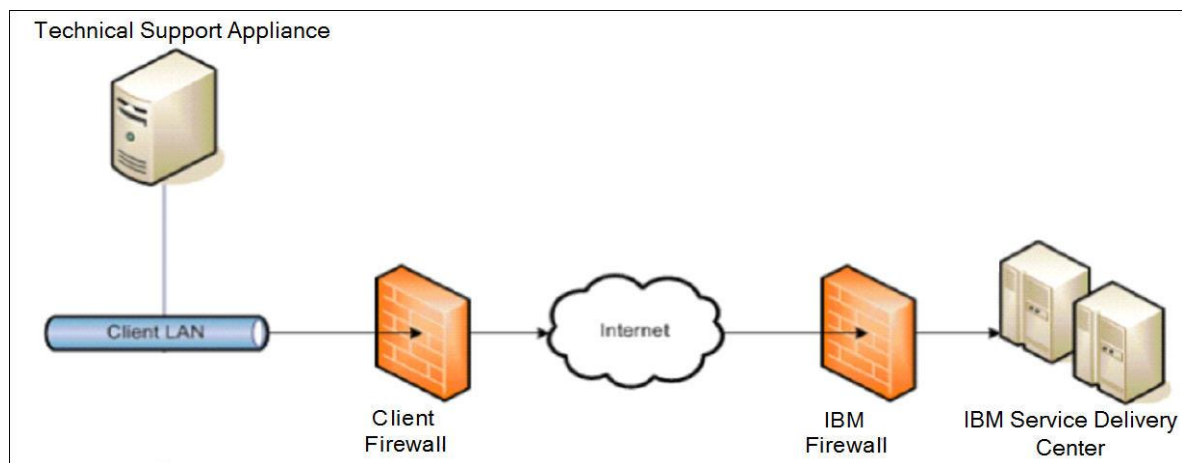 Technical Support Appliance
Client LAN
Client
Firewall
Internet
IBM
Firewall
IBM Service Delivery
Center